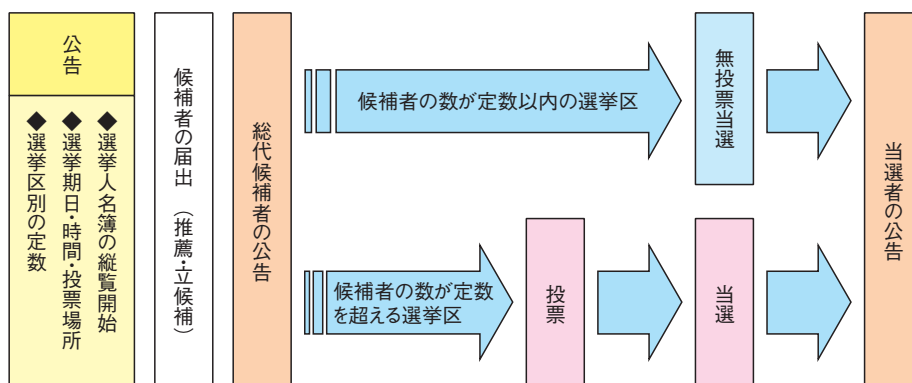 公告
◆選挙人名簿の縦覧開始
◆選挙期日・時間・投票場所
◆選挙区別の定数
候補者の届出（推薦・立候補）
総代候補者の公告
候補者の数が定数以内の選挙区
無投票当選
候補者の数が定数
を超える選挙区
投票
当選
当選者の公告